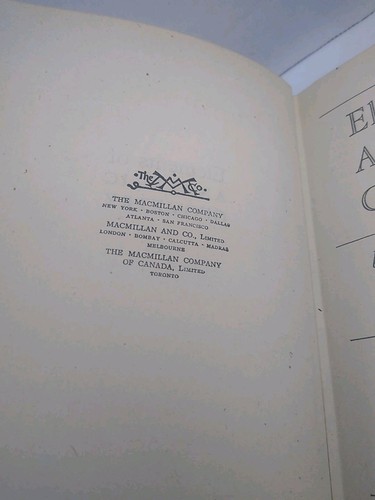 The M Co.
THE MACMILLAN COMPANY
NEW YORK · BOSTON · CHICAGO · DALLAS
ATLANTA · SAN FRANCISCO
MACMILLAN AND CO., LIMITED
LONDON · BOMBAY · CALCUTTA · MADRAS
MELBOURNE
THE MACMILLAN COMPANY
OF CANADA, LIMITED
TORONTO